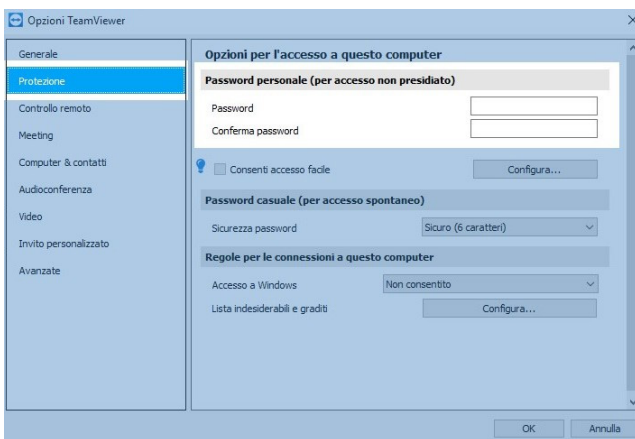 Opzioni TeamViewer
Generale
Protezione
Controllo remoto
Meeting
Computer & contatti
Audioconferenza
Video
Invito personalizzato
Avanzate
Opzioni per l'accesso a questo computer
Password personale (per accesso non presidiato)
Password
Conferma password
Consenti accesso facile Configura...
Password casuale (per accesso spontaneo)
Sicurezza password Sicuro (6 caratteri)
Regole per le connessioni a questo computer
Accesso a Windows Non consentito
Lista indesiderabili e graditi Configura...
OK Annulla